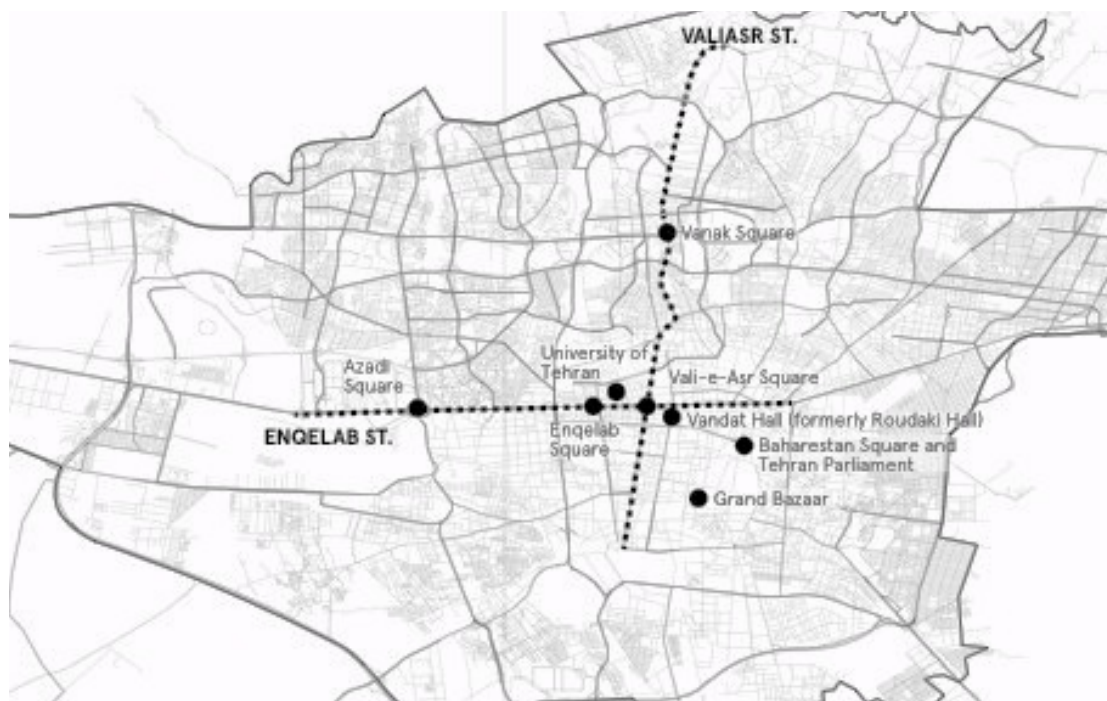 VALIASR ST.
Vanak Square
University of
Tehran
Azadi
Square
Vali-e-Asr Square
ENQELAB ST.
Enqelab
Square
Vandat Hall (formerly Roudaki Hall)
Baharestan Square and
Tehran Parliament
Grand Bazaar